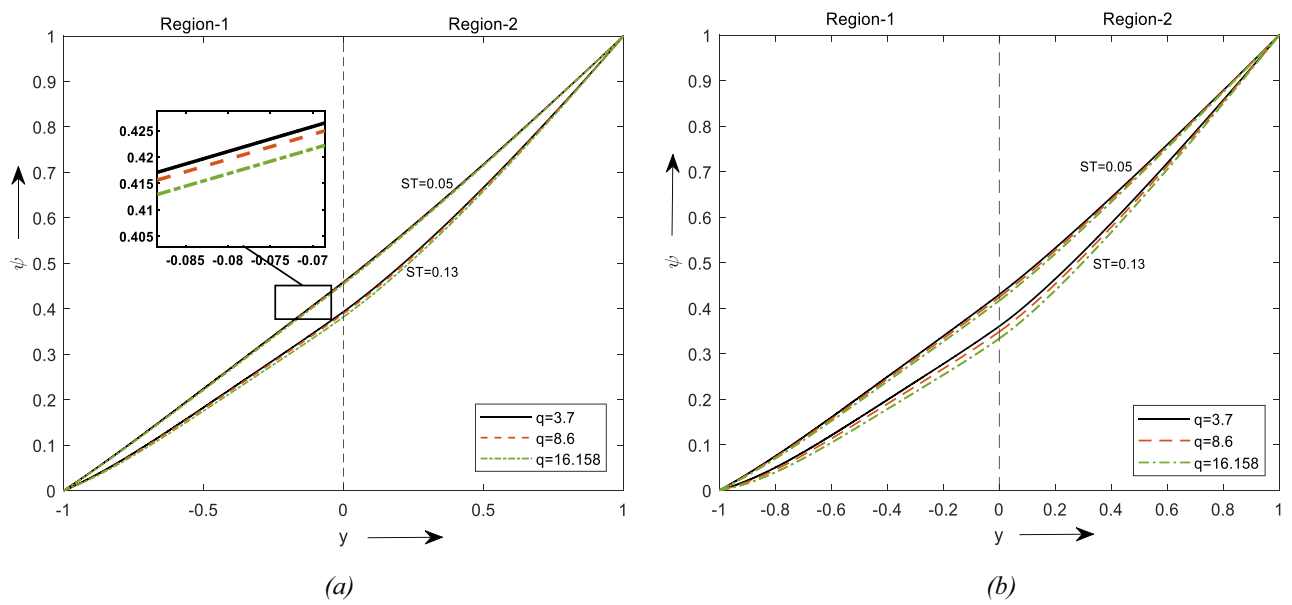 Region-1 Region-2
1
0.9
0.8
0.7
0.6
0.5
0.4
0.3
0.2
0.1
0
ψ
0.425
0.42
0.415
0.41
0.405
-0.085 -0.08 -0.075 -0.07
ST=0.05
ST=0.13
q=3.7
q=8.6
q=16.158
-1 -0.5 0 0.5 1
y
(a)
Region-1 Region-2
1
0.9
0.8
0.7
0.6
0.5
0.4
0.3
0.2
0.1
0
ψ
ST=0.05
ST=0.13
q=3.7
q=8.6
q=16.158
-1 -0.8 -0.6 -0.4 -0.2 0 0.2 0.4 0.6 0.8 1
y
(b)